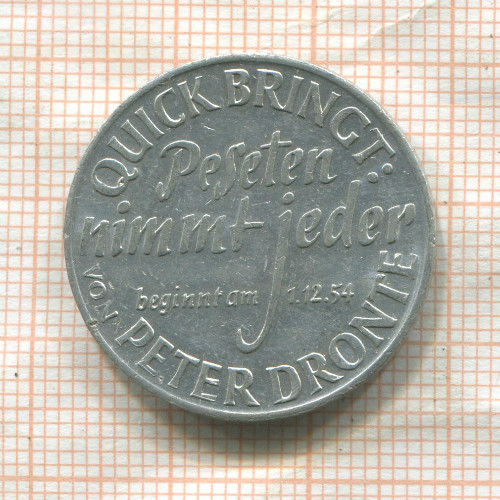 QUICK BRINGT:
Peseten
nimmt jeder
beginnt am 1.12.54
VON PETER DRONTE